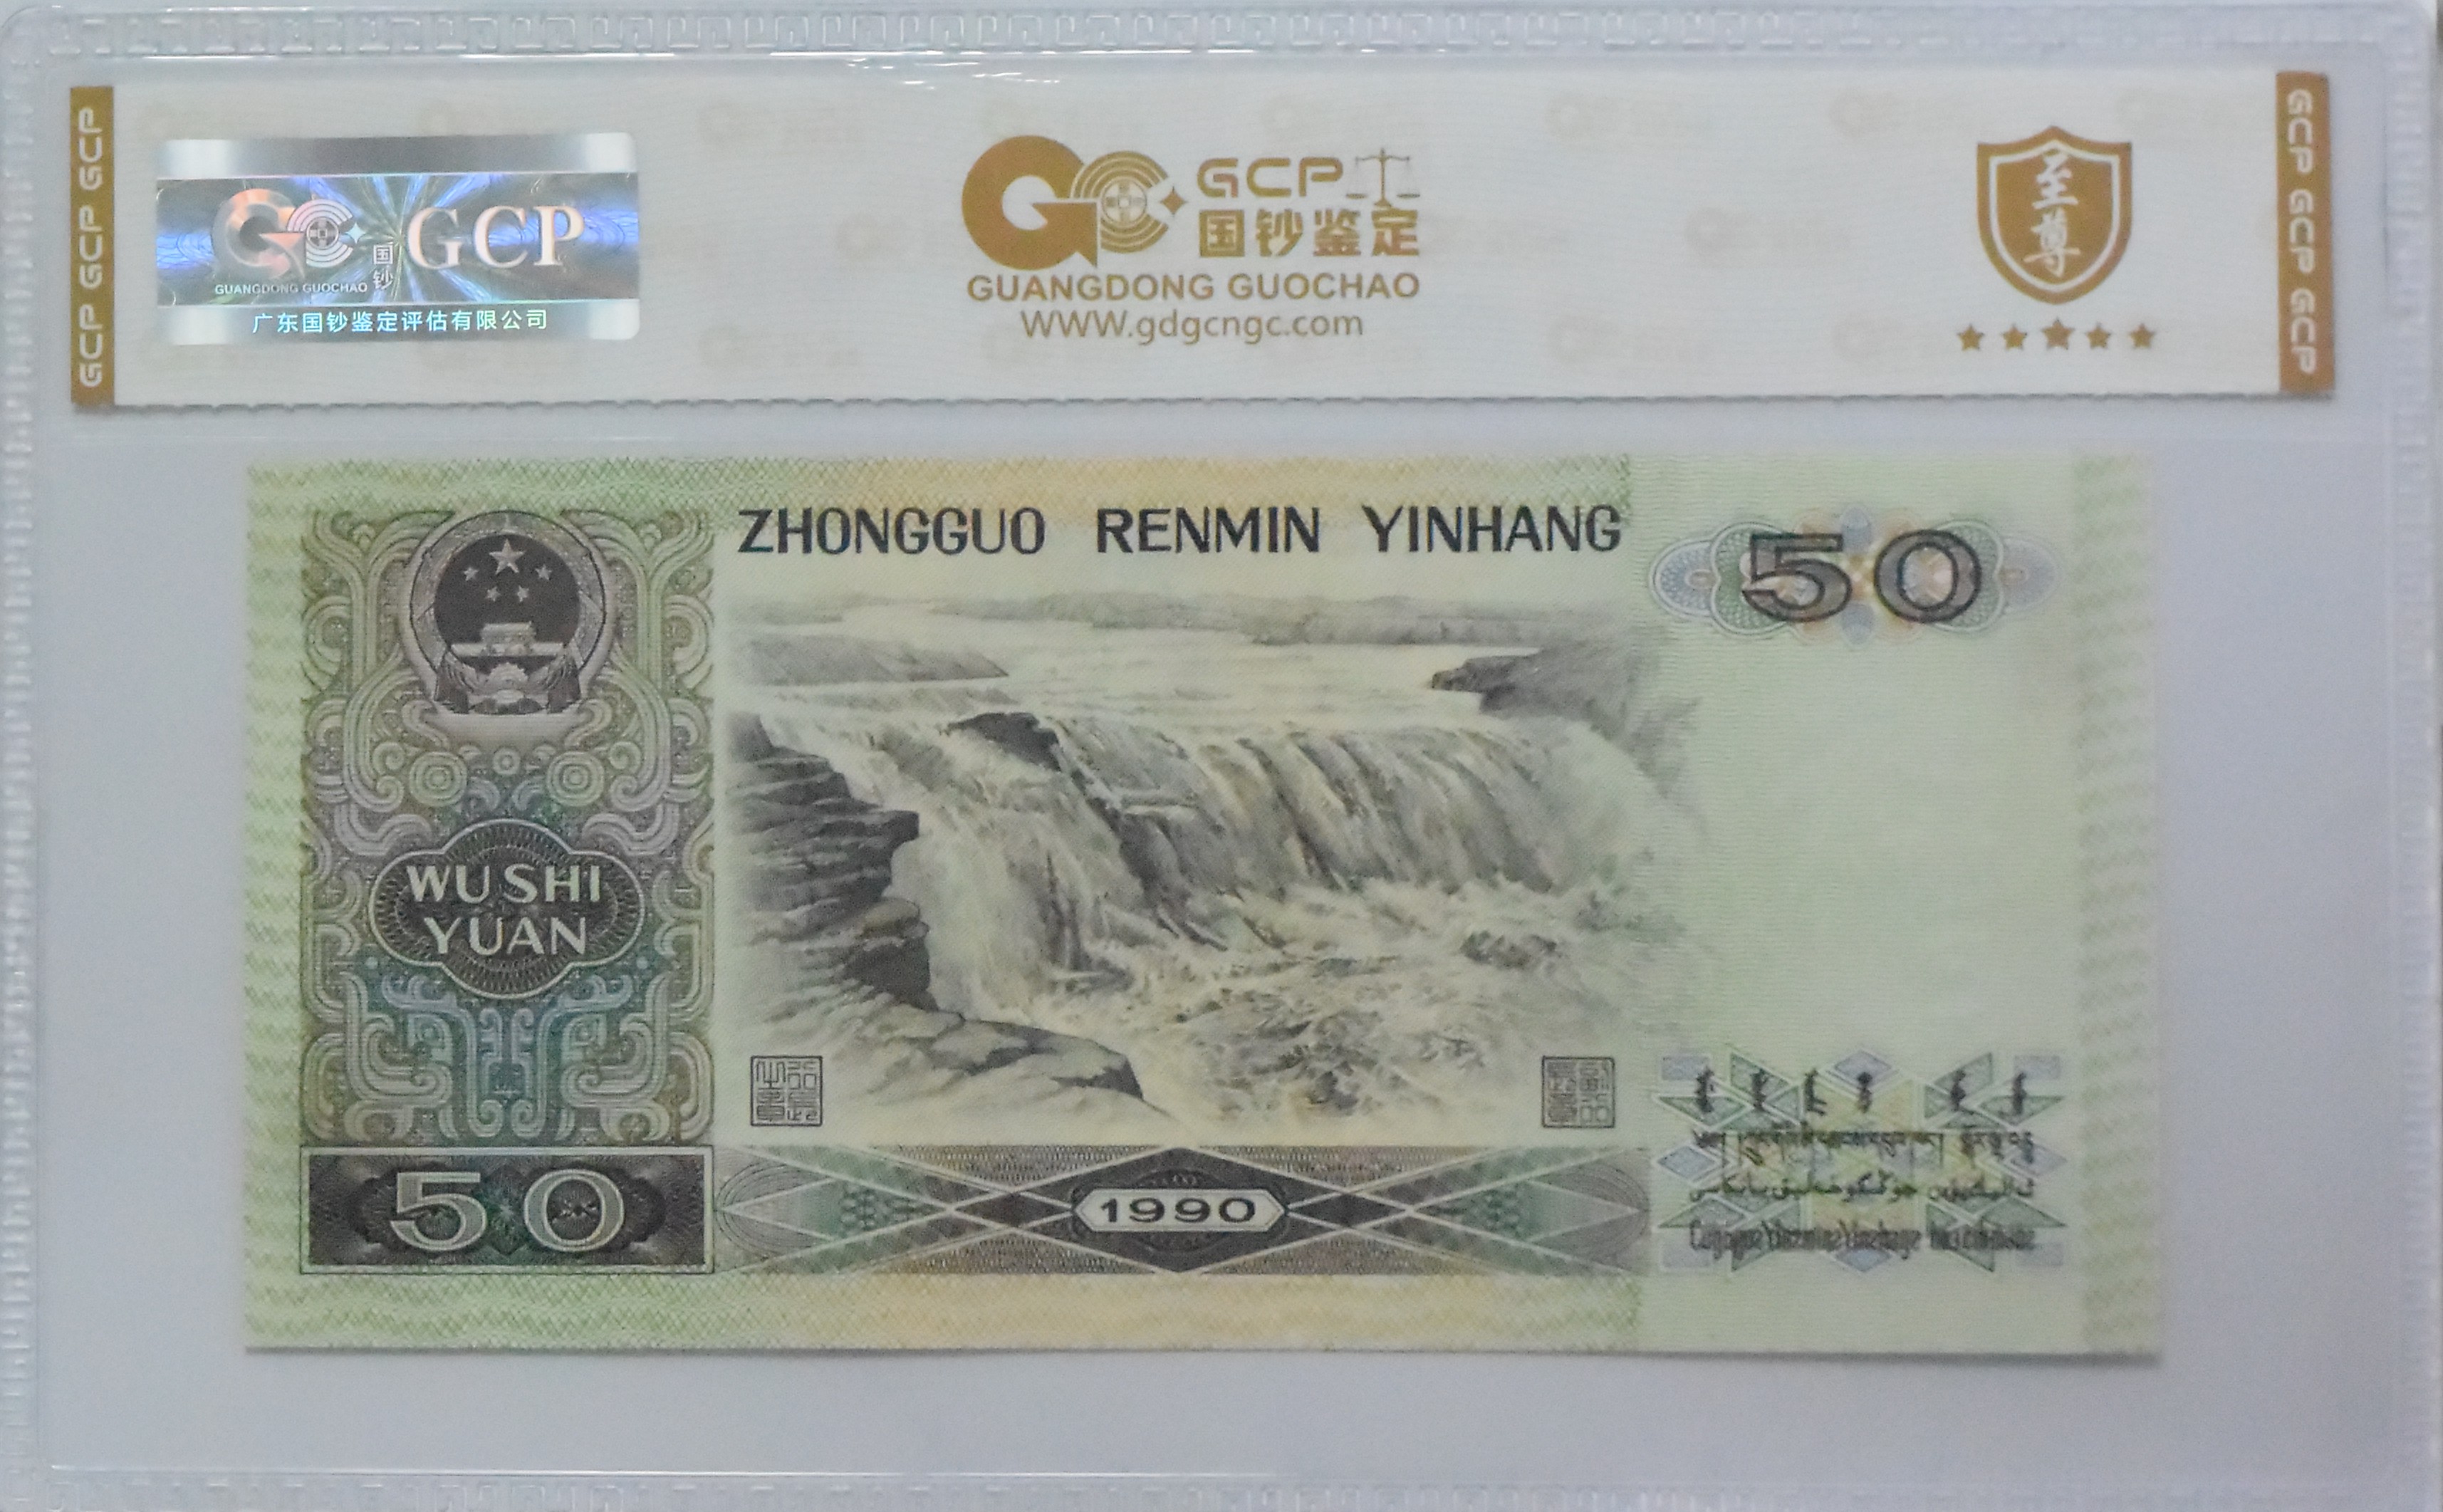 GCP GCP GCP
国钞 GCP
GUANGDONG GUOCHAO
广东国钞鉴定评估有限公司
GCP
国钞鉴定
GUANGDONG GUOCHAO
WWW.gdgcngc.com
至尊
GCP GCP GCP
ZHONGGUO RENMIN YINHANG
50
WU SHI
YUAN
50
1990